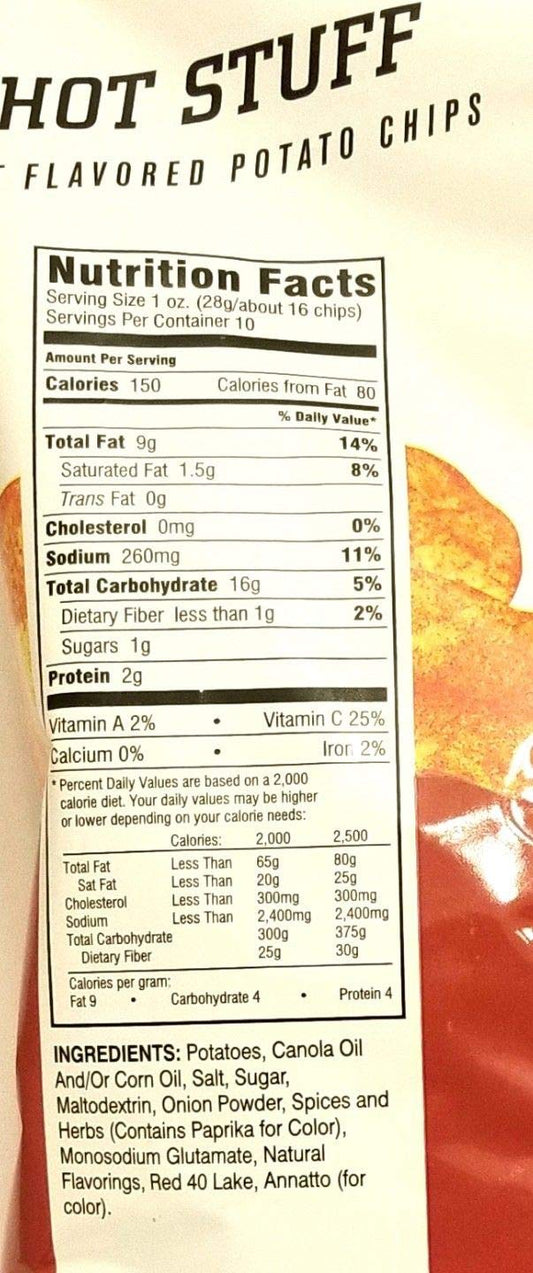 HOT STUFF
FLAVORED POTATO CHIPS
Nutrition Facts
Serving Size 1 oz. (28g/about 16 chips)
Servings Per Container 10
Amount Per Serving
Calories 150 Calories from Fat 80
% Daily Value*
Total Fat 9g 14%
Saturated Fat 1.5g 8%
Trans Fat 0g
Cholesterol 0mg 0%
Sodium 260mg 11%
Total Carbohydrate 16g 5%
Dietary Fiber less than 1g 2%
Sugars 1g
Protein 2g
Vitamin A 2% • Vitamin C 25%
Calcium 0% • Iron 2%
* Percent Daily Values are based on a 2,000
calorie diet. Your daily values may be higher
or lower depending on your calorie needs:
Calories: 2,000 2,500
Total Fat Less Than 65g 80g
Sat Fat Less Than 20g 25g
Cholesterol Less Than 300mg 300mg
Sodium Less Than 2,400mg 2,400mg
Total Carbohydrate 300g 375g
Dietary Fiber 25g 30g
Calories per gram:
Fat 9 • Carbohydrate 4 • Protein 4
INGREDIENTS: Potatoes, Canola Oil
And/Or Corn Oil, Salt, Sugar,
Maltodextrin, Onion Powder, Spices and
Herbs (Contains Paprika for Color),
Monosodium Glutamate, Natural
Flavorings, Red 40 Lake, Annatto (for
color).